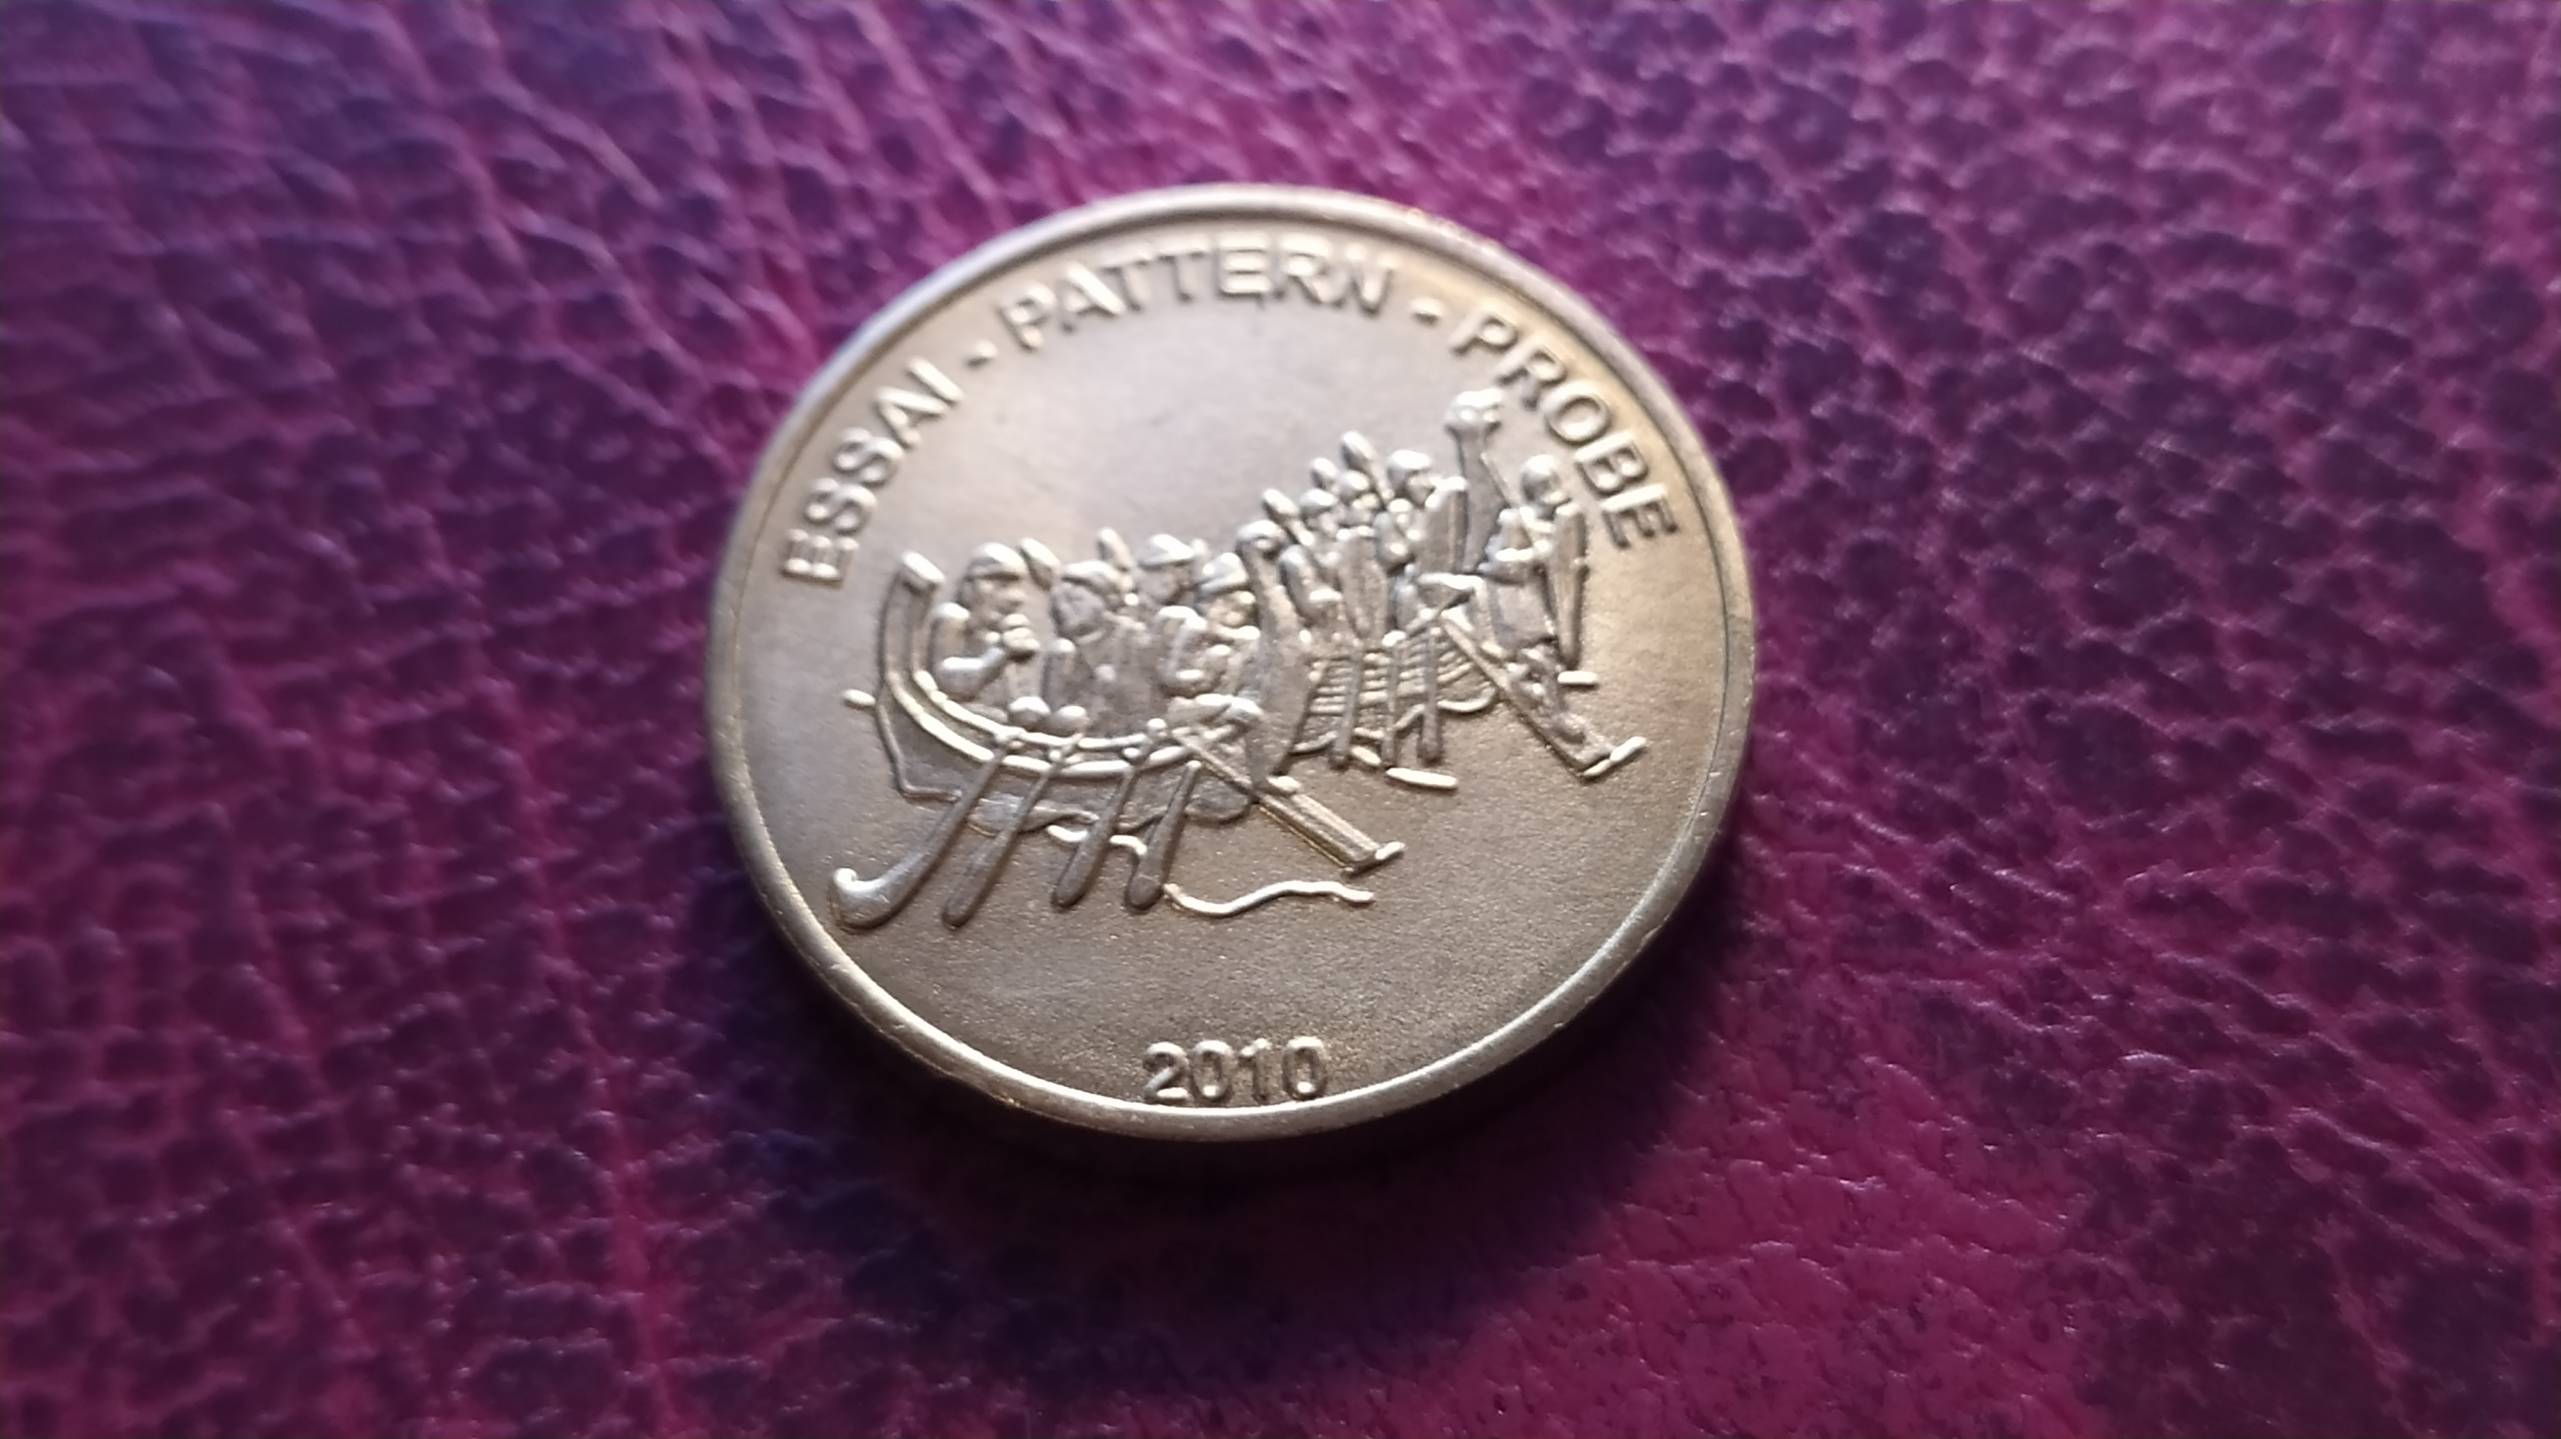 ESSAI - PATTERN - PROBE
2010